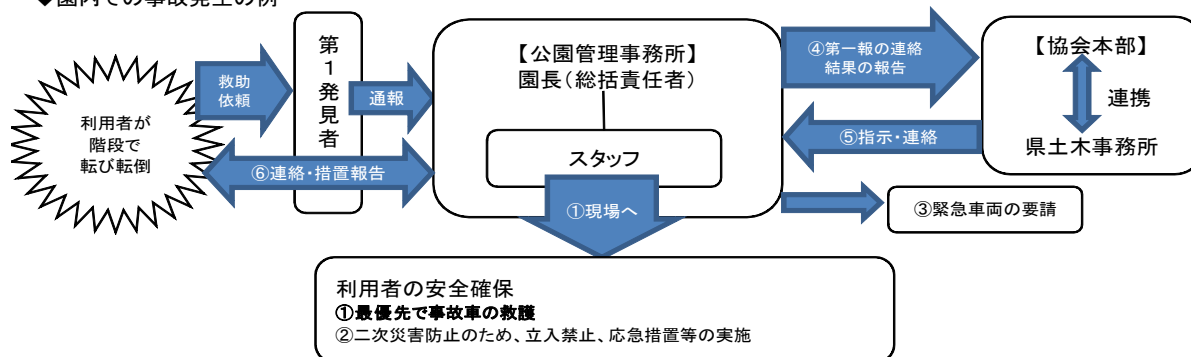 ◆園内での事故発生の例
利用者が
階段で
転び転倒
救助
依頼
第1発見者
通報
⑥連絡・措置報告
【公園管理事務所】
園長(総括責任者)
スタッフ
①現場へ
④第一報の連絡
結果の報告
⑤指示・連絡
【協会本部】
連携
県土木事務所
③緊急車両の要請
利用者の安全確保
①最優先で事故車の救護
②二次災害防止のため、立入禁止、応急措置等の実施